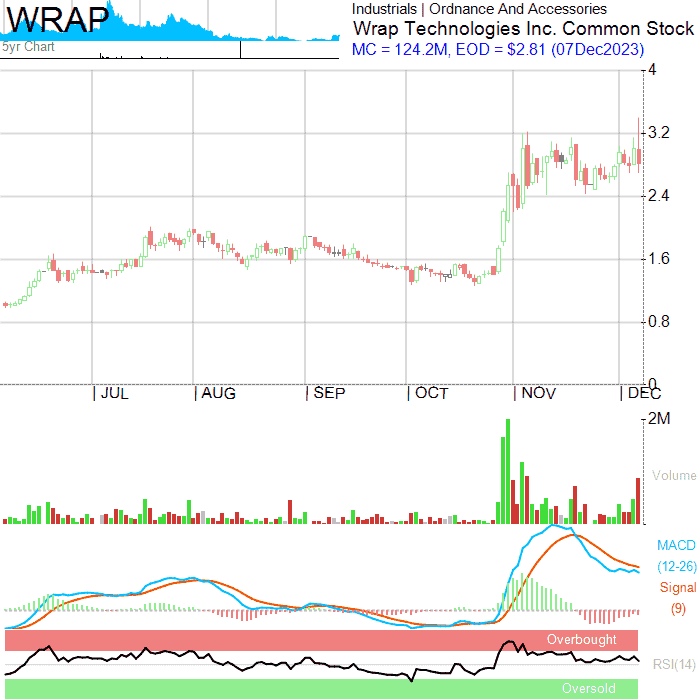 WRAP
5yr Chart
Industrials | Ordnance And Accessories
Wrap Technologies Inc. Common Stock
MC = 124.2M, EOD = $2.81 (07Dec2023)
4
3.2
2.4
1.6
0.8
0
| JUL | AUG | SEP | OCT | NOV | DEC
2M
Volume
MACD
(12-26)
Signal
(9)
Overbought
RSI(14)
Oversold